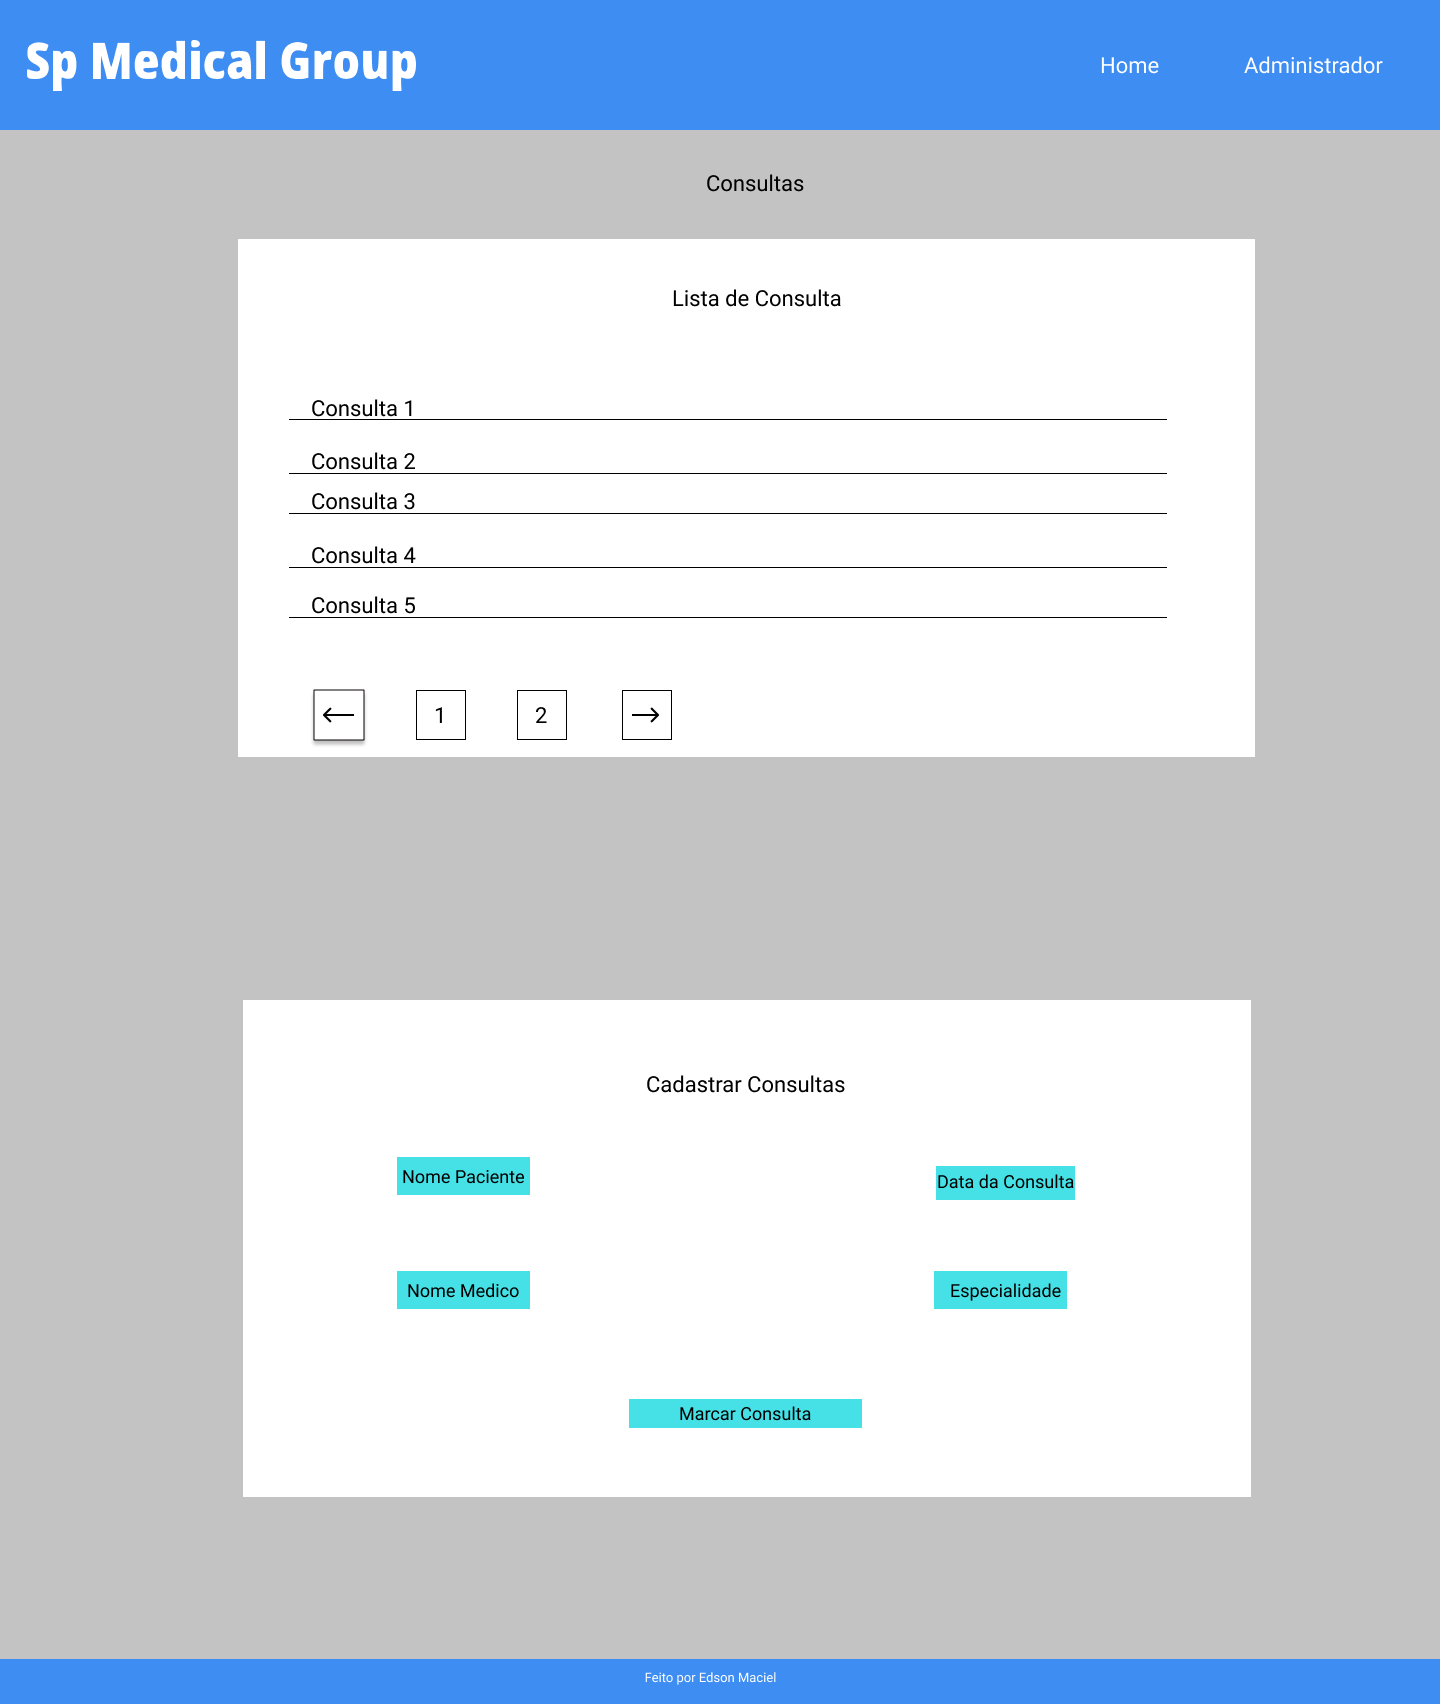 Sp Medical Group
Home
Administrador
Consultas
Lista de Consulta
Consulta 1
Consulta 2
Consulta 3
Consulta 4
Consulta 5
1
2
Cadastrar Consultas
Nome Paciente
Data da Consulta
Nome Medico
Especialidade
Marcar Consulta
Feito por Edson Maciel